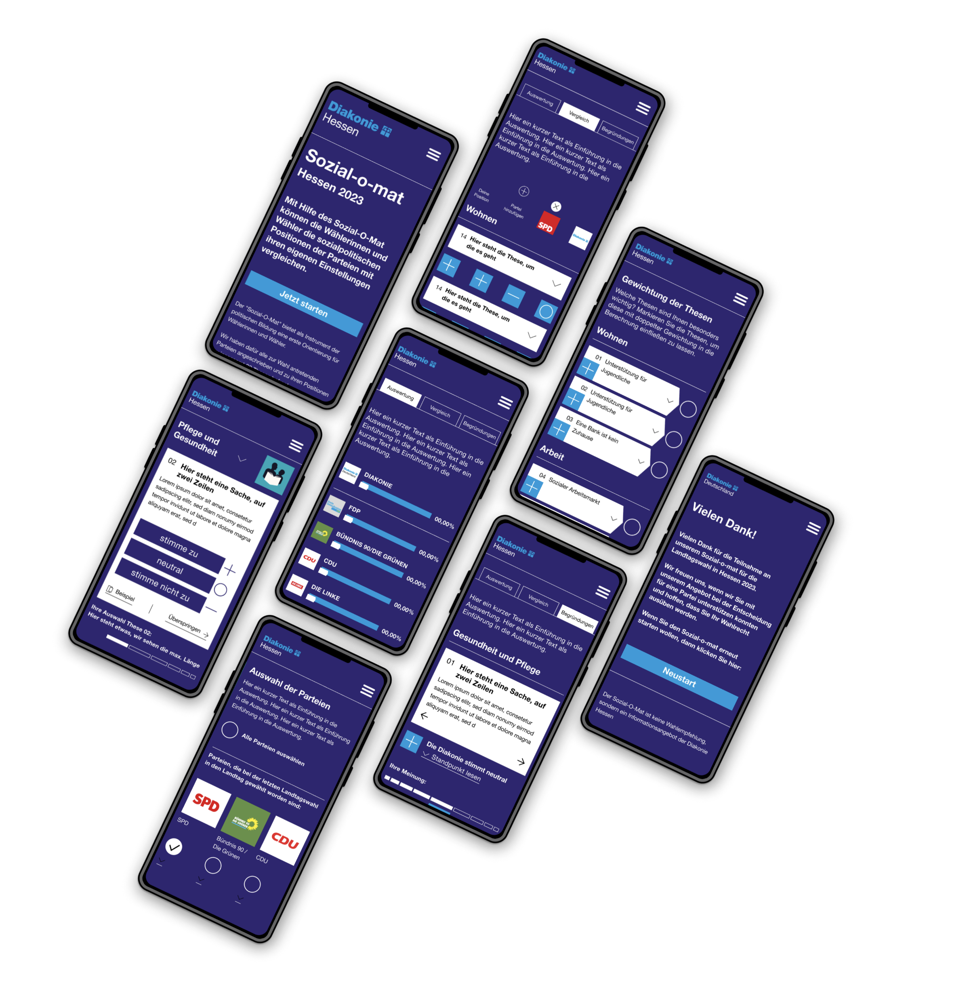 Diakonie
Hessen
Sozial-o-mat
Hessen 2023
Mit Hilfe des Sozial-O-Mat
können die Wählerinnen und
Wähler die sozialpolitischen
Positionen der Parteien mit
ihren eigenen Einstellungen
vergleichen.
Jetzt starten
Der "Sozial-O-Mat" bietet als Instrument der
politischen Bildung eine erste Orientierung für
Wählerinnen und Wähler.
Wir haben dafür alle zur Wahl antretenden
Parteien angeschrieben und zu ihren Positionen
Diakonie
Hessen
Auswertung
Vergleich
Begründungen
Hier ein kurzer Text als Einführung in die
Auswertung. Hier ein kurzer Text als
Einführung in die Auswertung. Hier ein
kurzer Text als Einführung in die
Auswertung.
Deine
Position
Partei
hinzufügen
SPD
Diakonie
Wohnen
14 Hier steht die These, um
die es geht
14 Hier steht die These, um
die es geht
Diakonie
Hessen
Gewichtung der Thesen
Welche Thesen sind Ihnen besonders
wichtig? Markieren Sie die Thesen, um
diese mit doppelter Gewichtung in die
Berechnung einfließen zu lassen.
Wohnen
01 Unterstützung für
Jugendliche
02 Unterstützung für
Jugendliche
03 Eine Bank ist kein
Zuhause
Arbeit
04 Sozialer Arbeitsmarkt
Diakonie
Hessen
Pflege und
Gesundheit
02 Hier steht eine Sache, auf
zwei Zeilen
Lorem ipsum dolor sit amet, consetetur
sadipscing elitr, sed diam nonumy eirmod
tempor invidunt ut labore et dolore magna
aliquyam erat, sed d
stimme zu
neutral
stimme nicht zu
Beispiel
Überspringen
Ihre Auswahl These 02:
Hier steht etwas, wir sehen die max. Länge
Diakonie
Hessen
Auswertung
Vergleich
Begründungen
Hier ein kurzer Text als Einführung in die
Auswertung. Hier ein kurzer Text als
Einführung in die Auswertung. Hier ein
kurzer Text als Einführung in die
Auswertung.
Diakonie
Deutschland
DIAKONIE
00,00%
FDP
00,00%
BÜNDNIS 90/DIE GRÜNEN
00,00%
CDU
CDU
00,00%
DIE LINKE
DIE LINKE
00,00%
Diakonie
Deutschland
Vielen Dank!
Vielen Dank für die Teilnahme an
unserem Sozial-o-mat für die
Landtagswahl in Hessen 2023.
Wir freuen uns, wenn wir Sie mit
unserem Angebot bei der Entscheidung
für eine Partei unterstützen konnten
und hoffen, dass Sie Ihr Wahlrecht
ausüben werden.
Wenn Sie den Sozial-o-mat erneut
starten wollen, dann klicken Sie hier:
Neustart
Der Sozial-O-Mat ist keine Wahlempfehlung,
sondern ein Informationsangebot der Diakonie
Hessen
Diakonie
Hessen
Auswertung
Vergleich
Begründungen
Hier ein kurzer Text als Einführung in die
Auswertung. Hier ein kurzer Text als
Einführung in die Auswertung.
Gesundheit und Pflege
01 Hier steht eine Sache, auf
zwei Zeilen
Lorem ipsum dolor sit amet, consetetur
sadipscing elitr, sed diam nonumy eirmod
tempor invidunt ut labore et dolore magna
aliquyam erat, sed d
Die Diakonie stimmt neutral
Standpunkt lesen
Ihre Meinung:
Diakonie
Hessen
Auswahl der Parteien
Hier ein kurzer Text als Einführung in die
Auswertung. Hier ein kurzer Text als Einführung
in die Auswertung. Hier ein kurzer Text als
Einführung in die Auswertung.
Alle Parteien auswählen
Parteien, die bei der letzten Landtagswahl
in den Landtag gewählt worden sind:
SPD
BÜNDNIS 90
DIE GRÜNEN
CDU
SPD
Bündnis 90 /
Die Grünen
CDU